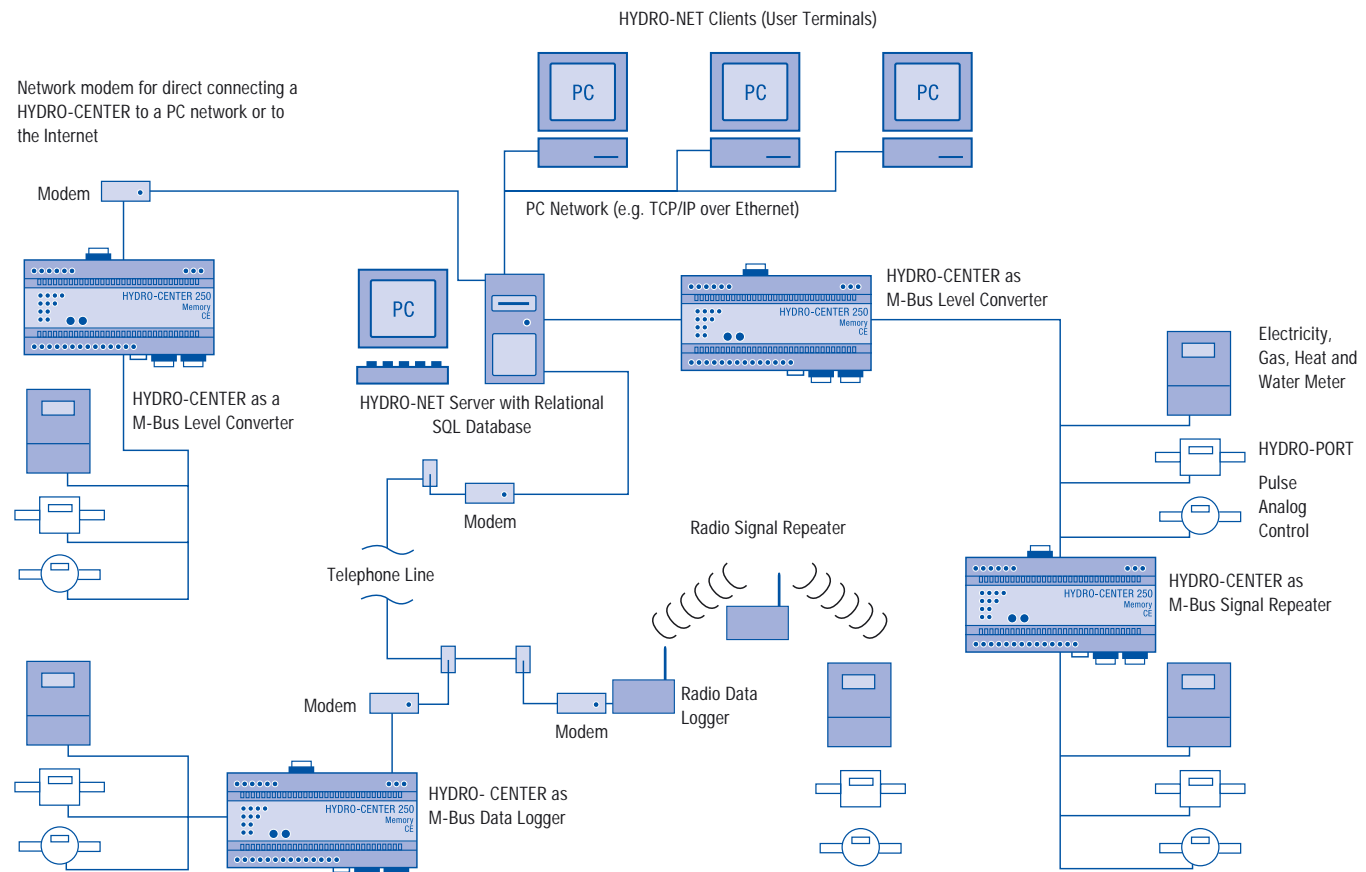 HYDRO-NET Clients (User Terminals)
Network modem for direct connecting a
HYDRO-CENTER to a PC network or to
the Internet
PC
PC
PC
Modem
PC Network (e.g. TCP/IP over Ethernet)
HYDRO-CENTER 250
Memory
CE
HYDRO-CENTER as a
M-Bus Level Converter
PC
HYDRO-NET Server with Relational
SQL Database
HYDRO-CENTER 250
Memory
CE
HYDRO-CENTER as
M-Bus Level Converter
Electricity,
Gas, Heat and
Water Meter
HYDRO-PORT
Pulse
Analog
Control
Modem
Telephone Line
Radio Signal Repeater
HYDRO-CENTER 250
Memory
CE
HYDRO-CENTER as
M-Bus Signal Repeater
Modem
Modem
Radio Data
Logger
HYDRO-CENTER 250
Memory
CE
HYDRO- CENTER as
M-Bus Data Logger